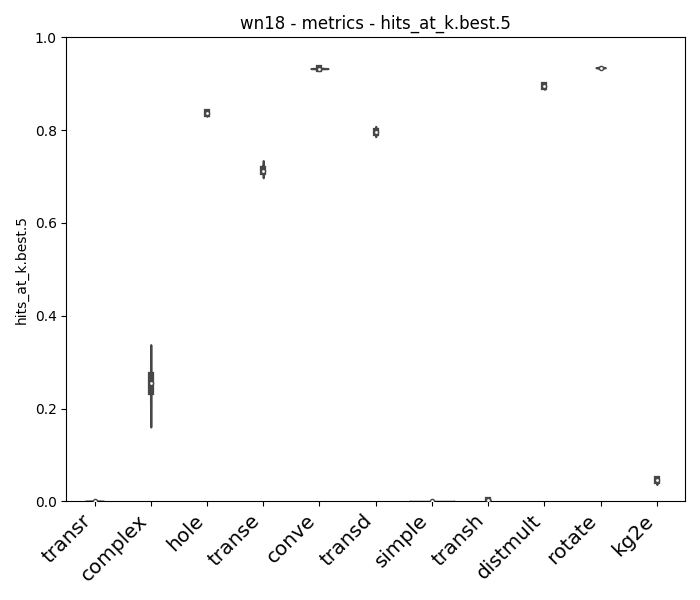 wn18 - metrics - hits_at_k.best.5
hits_at_k.best.5
1.0
0.8
0.6
0.4
0.2
0.0
transr
complex
hole
transe
conve
transd
simple
transh
distmult
rotate
kg2e